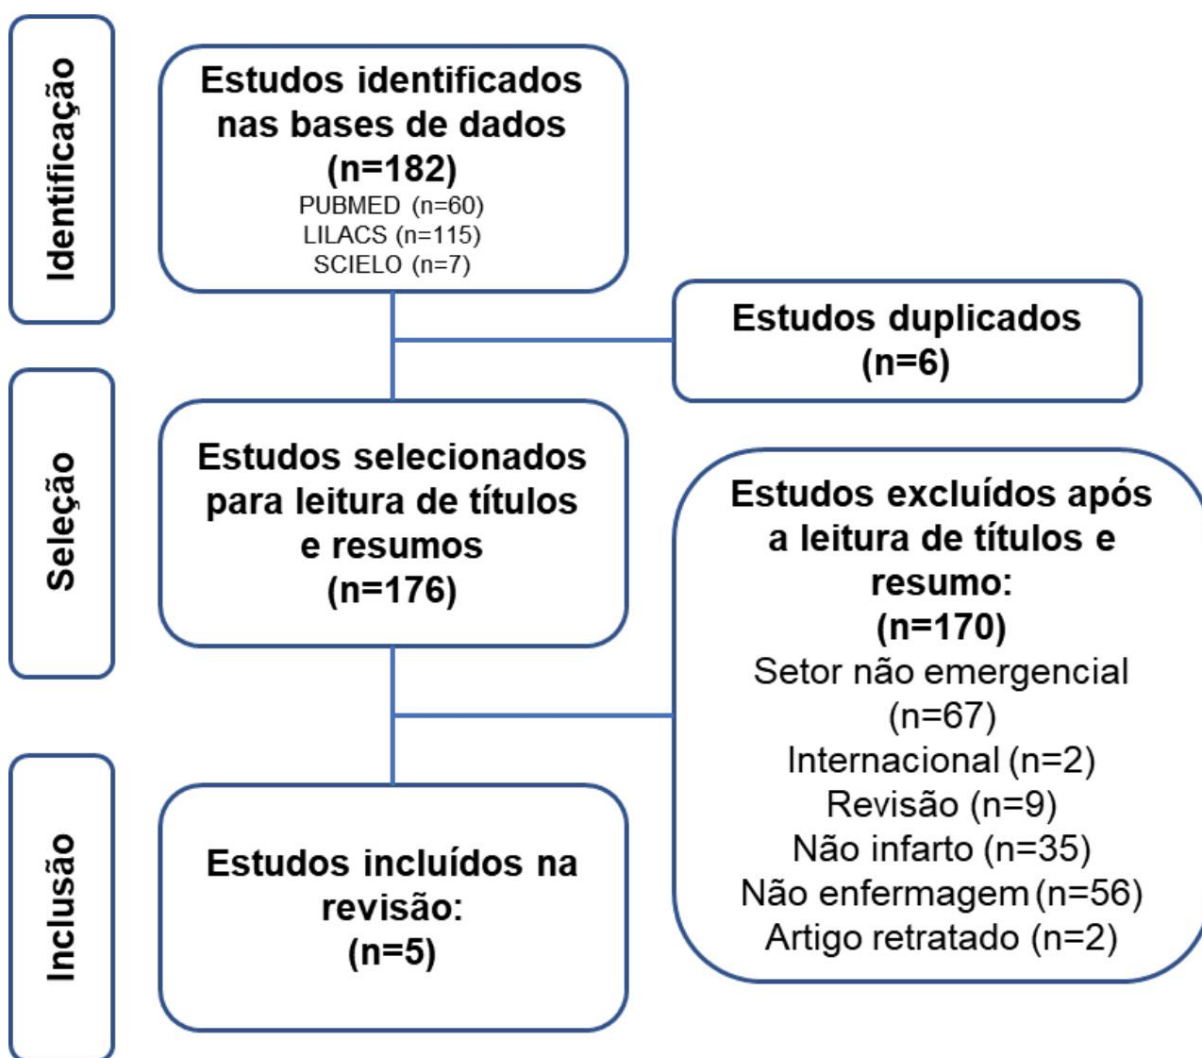 Identificação
Estudos identificados
nas bases de dados
(n=182)
PUBMED (n=60)
LILACS (n=115)
SCIELO (n=7)
Estudos duplicados
(n=6)
Seleção
Estudos selecionados
para leitura de títulos
e resumos
(n=176)
Estudos excluídos após
a leitura de títulos e
resumo:
(n=170)
Setor não emergencial
(n=67)
Internacional (n=2)
Revisão (n=9)
Não infarto (n=35)
Não enfermagem (n=56)
Artigo retratado (n=2)
Inclusão
Estudos incluídos na
revisão:
(n=5)